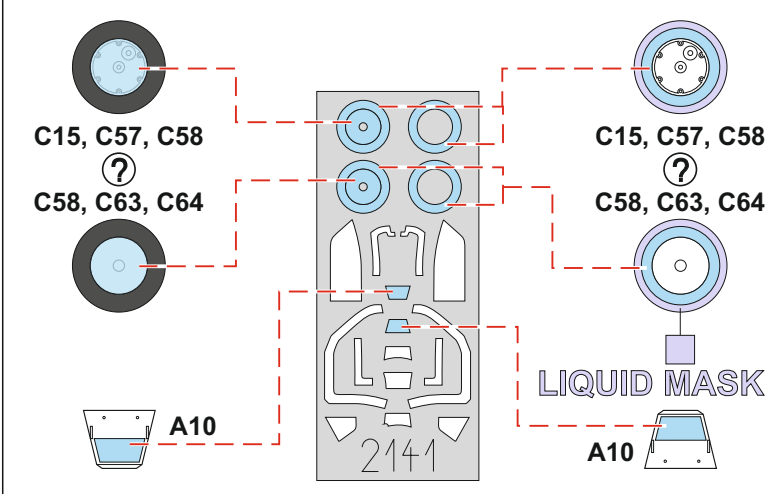 C15, C57, C58
?
C58, C63, C64
C15, C57, C58
?
C58, C63, C64
LIQUID MASK
A10
A10
2141